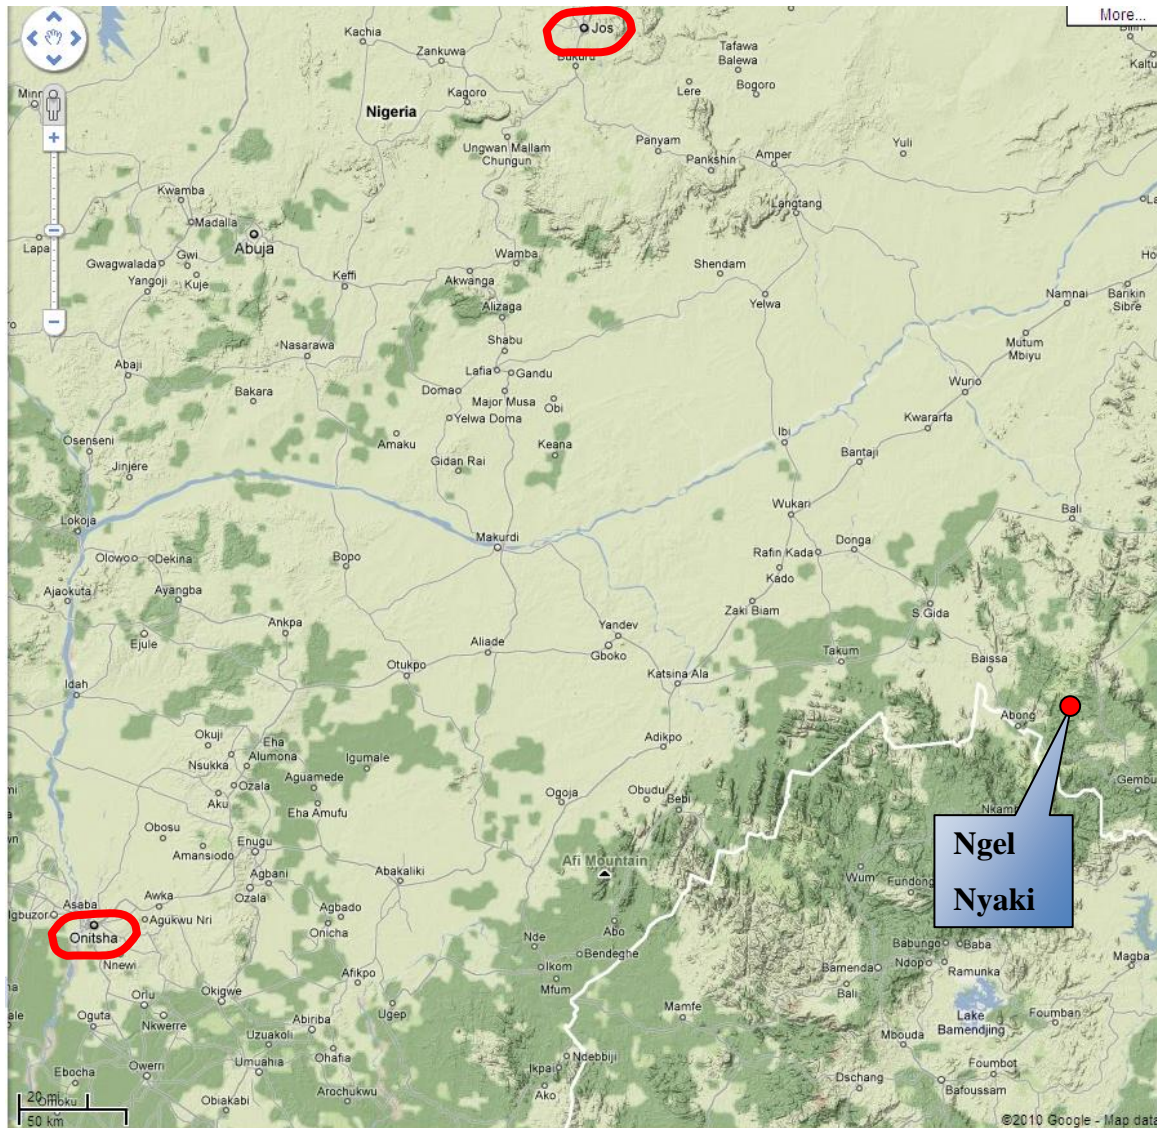 More...
Jos
Kachia
Zankuwa
Tafawa
Balewa
Bukuru
Kaltu
Lere
Bogoro
Minn
Kagoro
Nigeria
Ungwan Mallam
Chungun
Panyam
Pankshin
Amper
Yuli
Kwamba
Langtang
Madalla
Abuja
Lapa
Gwagwalada
Gwi
Kuje
Yangoji
Keffi
Wamba
Akwanga
Shendam
Yelwa
Namnai
Barikin
Sibre
Alizaga
Nasarawa
Shabu
Mutum
Mbiyu
Abaji
Lafia
Gandu
Wurio
Bakara
Doma
Major Musa
Obi
Yelwa Doma
Kwararfa
Osenseni
Amaku
Keana
Ibi
Bantaji
Jinjere
Gidan Rai
Wukari
Bali
Lokoja
Makurdi
Olowo
Dekina
Bopo
Rafin Kada
Donga
Kado
Ajaokuta
Ayangba
Zaki Biam
S.Gida
Ankpa
Yandev
Ejule
Aliade
Gboko
Takum
Otukpo
Katsina Ala
Baissa
Idah
Abong
Okuji
Eha
Alumona
Adikpo
Nsukka
Igumale
Aguamede
Ozala
Gembu
Aku
Eha Amufu
Ogoja
Obudu
Bebi
Nkam
Obosu
Ngel
Nyaki
Amansiodo
Enugu
Afi Mountain
Agbani
Abakaliki
Wum
Fundong
Ozala
Asaba
Awka
Igbuzor
Agukwu Nri
Agbado
Onicha
Abo
Onitsha
Nde
Bendeghe
Babungo
Baba
Nnewi
Ikom
Mfum
Bamenda
Ndop
Ramunka
Magba
Afikpo
Bali
Orlu
Okigwe
Ugep
Mamfe
Lake
Bamendjing
Foumban
Oguta
Nkwerre
Abiriba
Uzuakoli
Mbouda
Ohafia
Ndebbiji
Owerri
Umuahia
Ikpai
Foumbot
Ebocha
Arochukwu
Ako
Dschang
Bafoussam
20 mi
Omoku
Obiakabi
50 km
©2010 Google - Map data